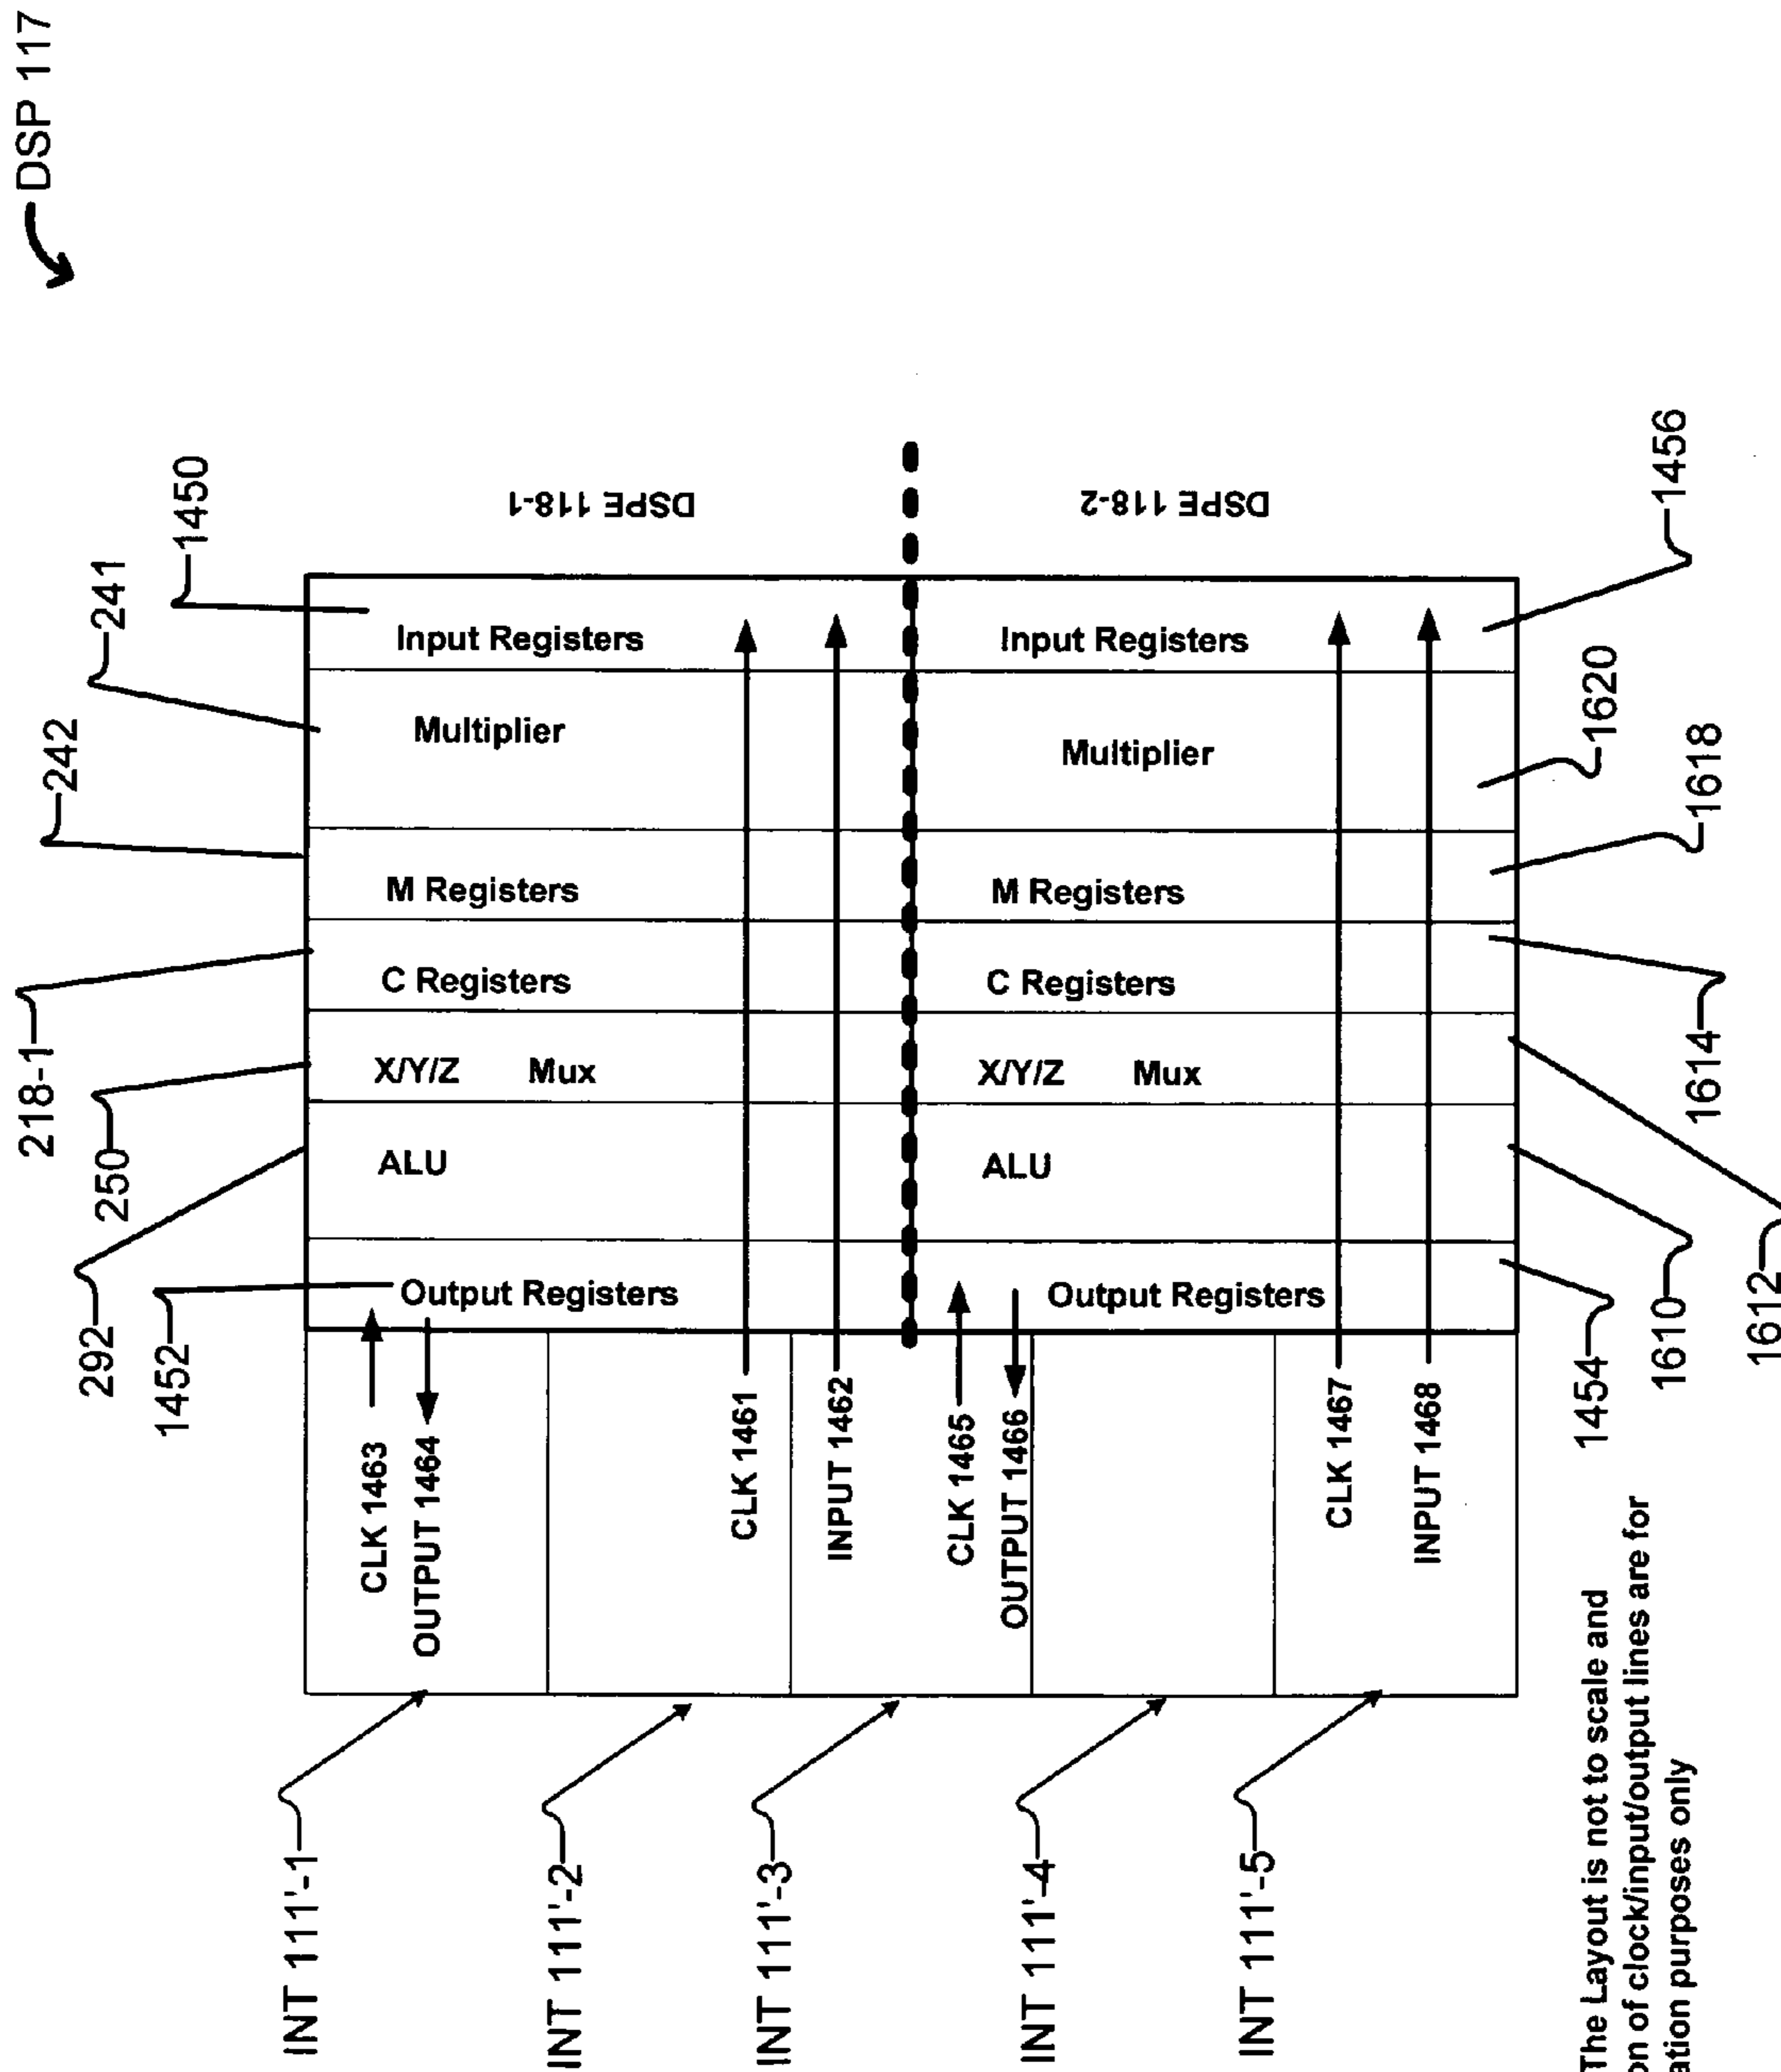 DSP 117
1450
241
242
218-1
250
292
1452
DSPE 118-1
DSPE 118-2
Input Registers
Input Registers
Multiplier
Multiplier
M Registers
M Registers
C Registers
C Registers
X/Y/Z Mux
X/Y/Z Mux
ALU
ALU
Output Registers
Output Registers
CLK 1463
OUTPUT 1464
CLK 1461
INPUT 1462
CLK 1465
OUTPUT 1466
CLK 1467
INPUT 1468
1456
1620
1618
1614
1612
1610
1454
INT 111'-1
INT 111'-2
INT 111'-3
INT 111'-4
INT 111'-5
The Layout is not to scale and
of clock/input/output lines are for
purposes only